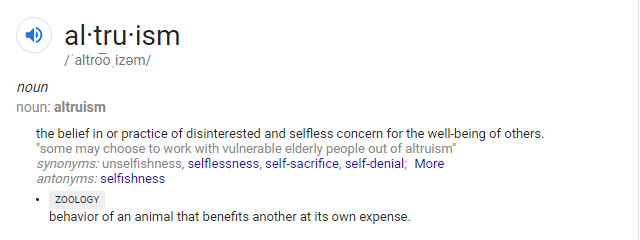 al·tru·ism
/ˈaltro͞oˌizəm/
noun
noun: altruism
the belief in or practice of disinterested and selfless concern for the well-being of others.
"some may choose to work with vulnerable elderly people out of altruism"
synonyms: unselfishness, selflessness, self-sacrifice, self-denial; More
antonyms: selfishness
• ZOOLOGY
behavior of an animal that benefits another at its own expense.